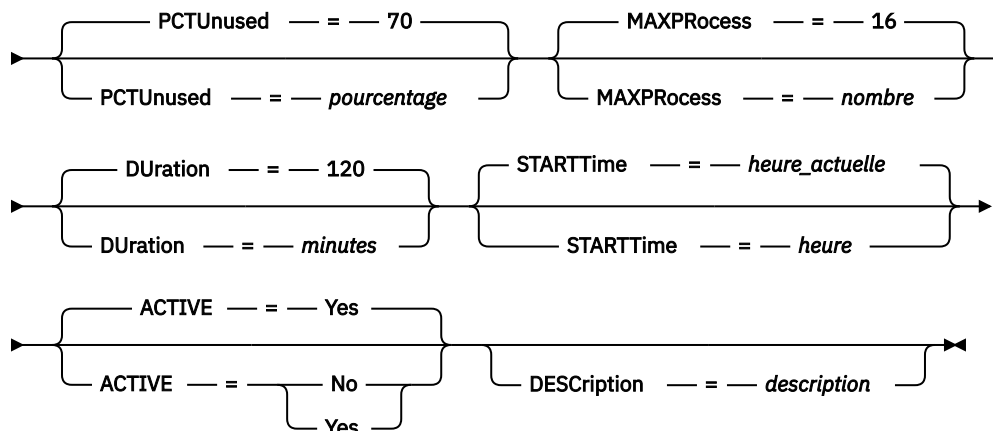 PCTUnused = 70 MAXPRocess = 16
PCTUnused = pourcentage MAXPRocess = nombre
DUration = 120 STARTTime = heure_actuelle
DUration = minutes STARTTime = heure
ACTIVE = Yes
ACTIVE = No DESCription = description
Yes